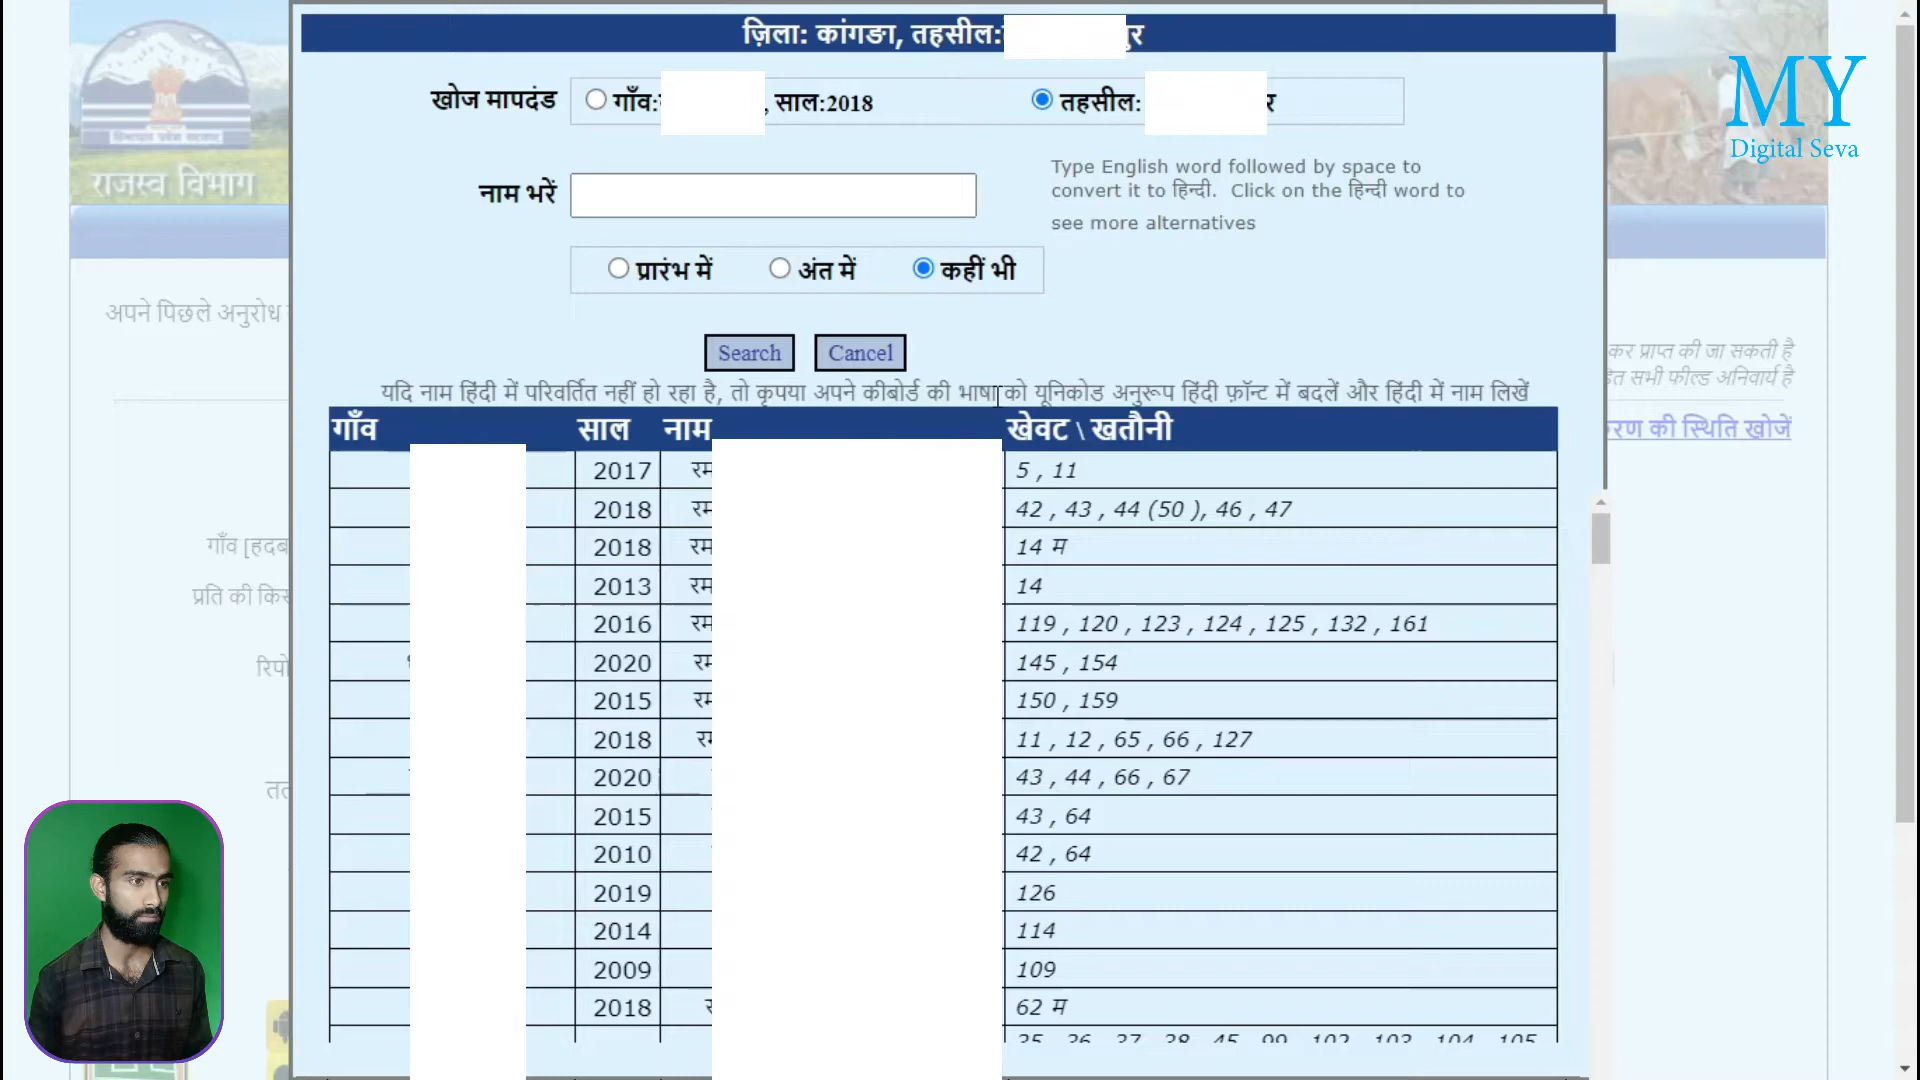 ज़िला: कांगडा, तहसील:
MY
Digital Seva
खोज मापदंड
गाँव: , साल:2018
तहसील:
Type English word followed by space to
convert it to हिन्दी. Click on the हिन्दी word to
see more alternatives
नाम भरें
राजस्व विभाग
प्रारंभ में अंत में कहीं भी
अपने पिछले अनुरोध
Search Cancel
कर प्राप्त की जा सकती है
सभी फील्ड अनिवार्य है
यदि नाम हिंदी में परिवर्तित नहीं हो रहा है, तो कृपया अपने कीबोर्ड की भाषा को यूनिकोड अनुरूप हिंदी फ़ॉन्ट में बदलें और हिंदी में नाम लिखें
की स्थिति खोजें
गाँव साल नाम खेवट \ खतौनी
2017 5 , 11
2018 42 , 43 , 44 (50 ), 46 , 47
गाँव
2018 14 म
2013 14
प्रति की
2016 119 , 120 , 123 , 124 , 125 , 132 , 161
2020 145 , 154
2015 150 , 159
2018 11 , 12 , 65 , 66 , 127
2020 43 , 44 , 66 , 67
2015 43 , 64
2010 42 , 64
2019 126
2014 114
2009 109
2018 62 म